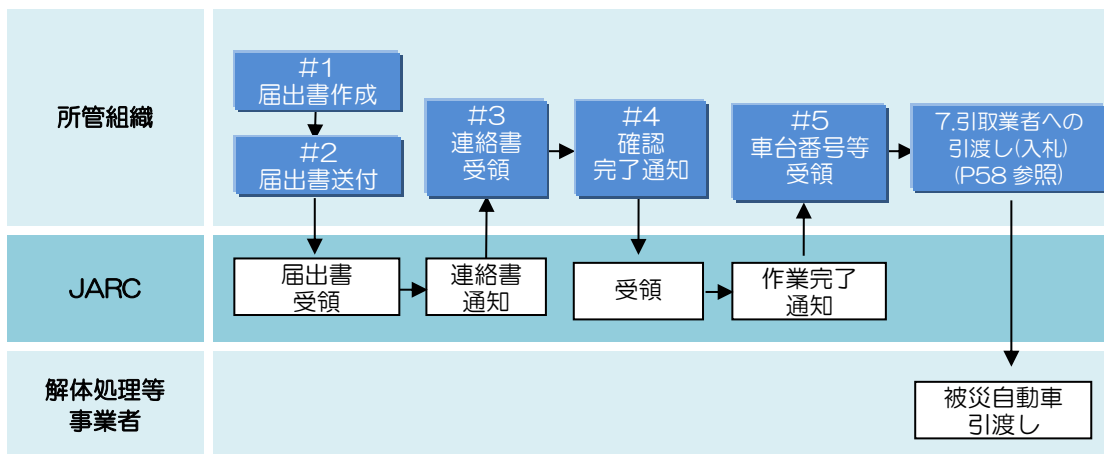 所管組織
#1
届出書作成
#2
届出書送付
#3
連絡書
受領
#4
確認
完了通知
#5
車台番号等
受領
7.引取業者への
引渡し(入札)
(P58 参照)
JARC
届出書
受領
連絡書
通知
受領
作業完了
通知
解体処理等
事業者
被災自動車
引渡し